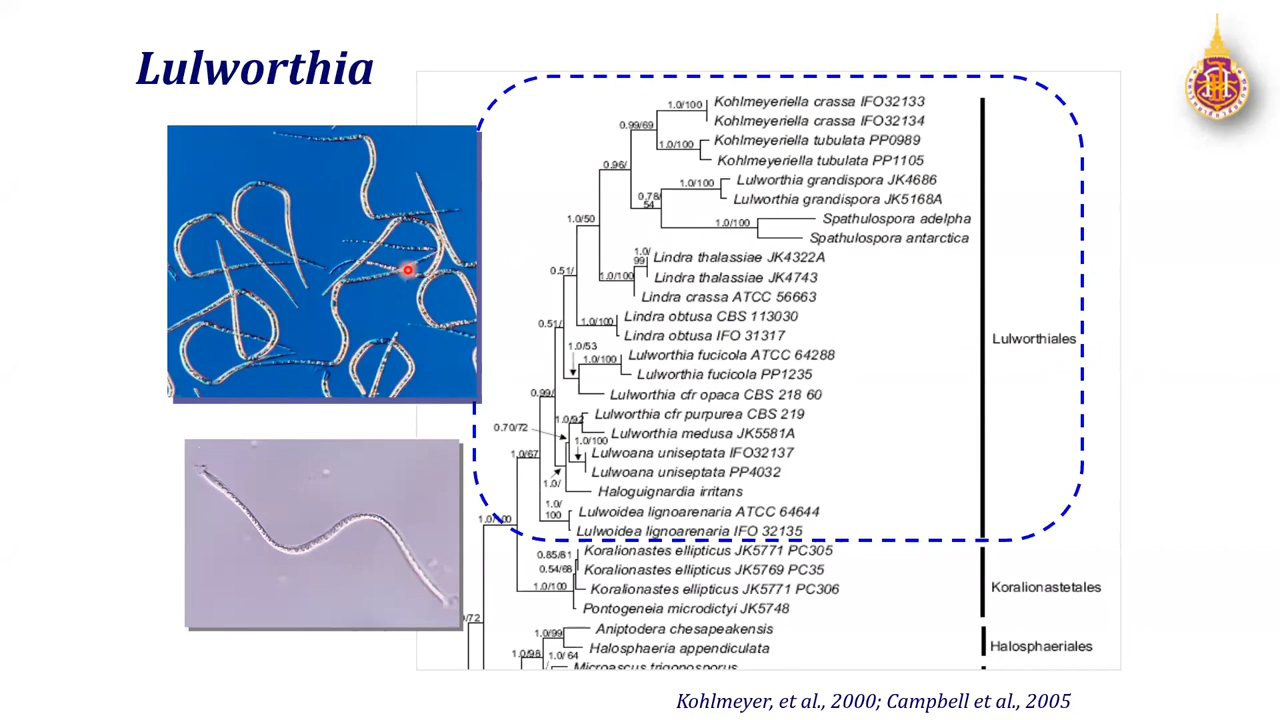 Lulworthia
Kohlmeyeriella crassa IFO32133
1.0/100
Kohlmeyeriella crassa IFO32134
0.99/69
Kohlmeyeriella tubulata PP0989
1.0/100
Kohlmeyeriella tubulata PP1105
0.96/
Lulworthia grandispora JK4686
1.0/100
Lulworthia grandispora JK5168A
0.78/
54
Spathulospora adelpha
1.0/50
1.0/100
Spathulospora antarctica
1.0/
99
Lindra thalassiae JK4322A
0.51/
1.0/100
Lindra thalassiae JK4743
Lindra crassa ATCC 56663
Lindra obtusa CBS 113030
0.51/
1.0/100
Lindra obtusa IFO 31317
Lulworthiales
1.0/53
Lulworthia fucicola ATCC 64288
1.0/100
Lulworthia fucicola PP1235
0.99/
Lulworthia cfr opaca CBS 218 60
Lulworthia cfr purpurea CBS 219
1.0/92
0.70/72
Lulworthia medusa JK5581A
1.0/100
Lulwoana uniseptata IFO32137
1.0/67
Lulwoana uniseptata PP4032
1.0/
Haloguignardia irritans
1.0/
100
Lulwoidea lignoarenaria ATCC 64644
1.0/100
Lulwoidea lignoarenaria IFO 32135
0.85/81
Koralionastes ellipticus JK5771 PC305
0.54/68
Koralionastes ellipticus JK5769 PC35
1.0/100
Koralionastes ellipticus JK5771 PC306
Koralionastetales
Pontogeneia microdictyi JK5748
/72
Aniptodera chesapeakensis
1.0/99
Halosphaeria appendiculata
Halosphaeriales
1.0/98
1.0/ 64
Microascus trigonosporus
Kohlmeyer, et al., 2000; Campbell et al., 2005